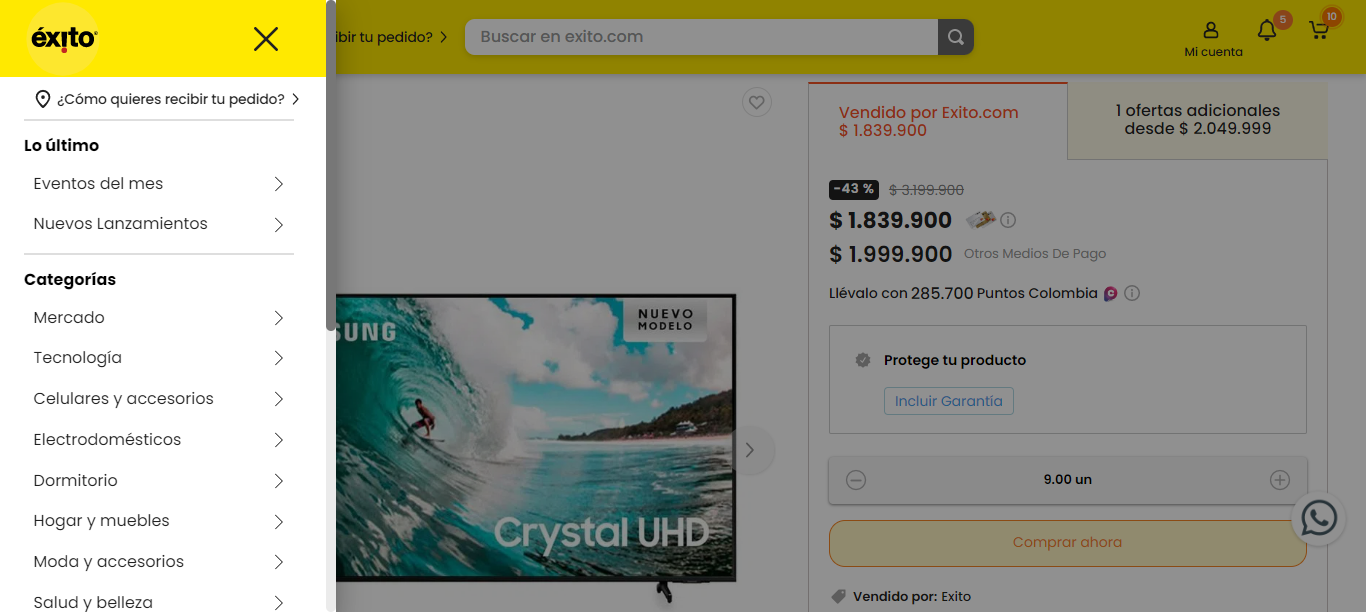 éxito
¿Cómo quieres recibir tu pedido?
Lo último
Eventos del mes
Nuevos Lanzamientos
Categorías
Mercado
Tecnología
Celulares y accesorios
Electrodomésticos
Dormitorio
Hogar y muebles
Moda y accesorios
Salud y belleza
ibir tu pedido?
Buscar en exito.com
Mi cuenta
5
10
SUNG
NUEVO
MODELO
Crystal UHD
Vendido por Exito.com
$ 1.839.900
1 ofertas adicionales
desde $ 2.049.999
-43 % $ 3.199.900
$ 1.839.900
$ 1.999.900 Otros Medios De Pago
Llévalo con 285.700 Puntos Colombia
Protege tu producto
Incluir Garantía
9.00 un
Comprar ahora
Vendido por: Exito